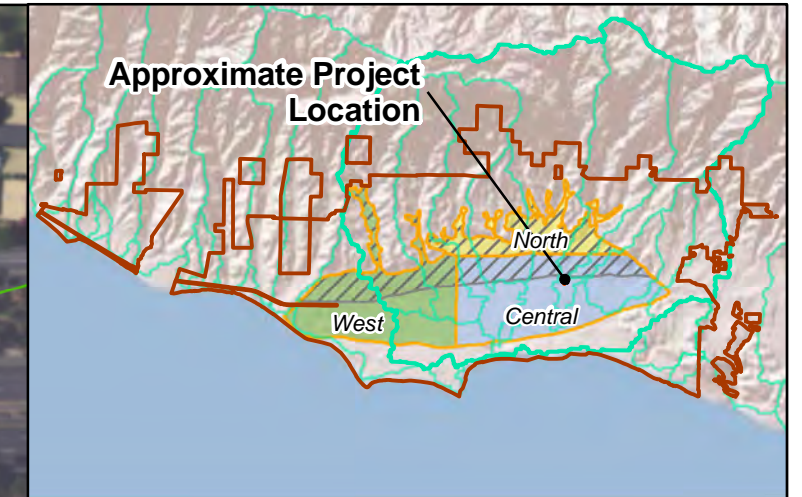 Approximate Project
Location
North
West
Central